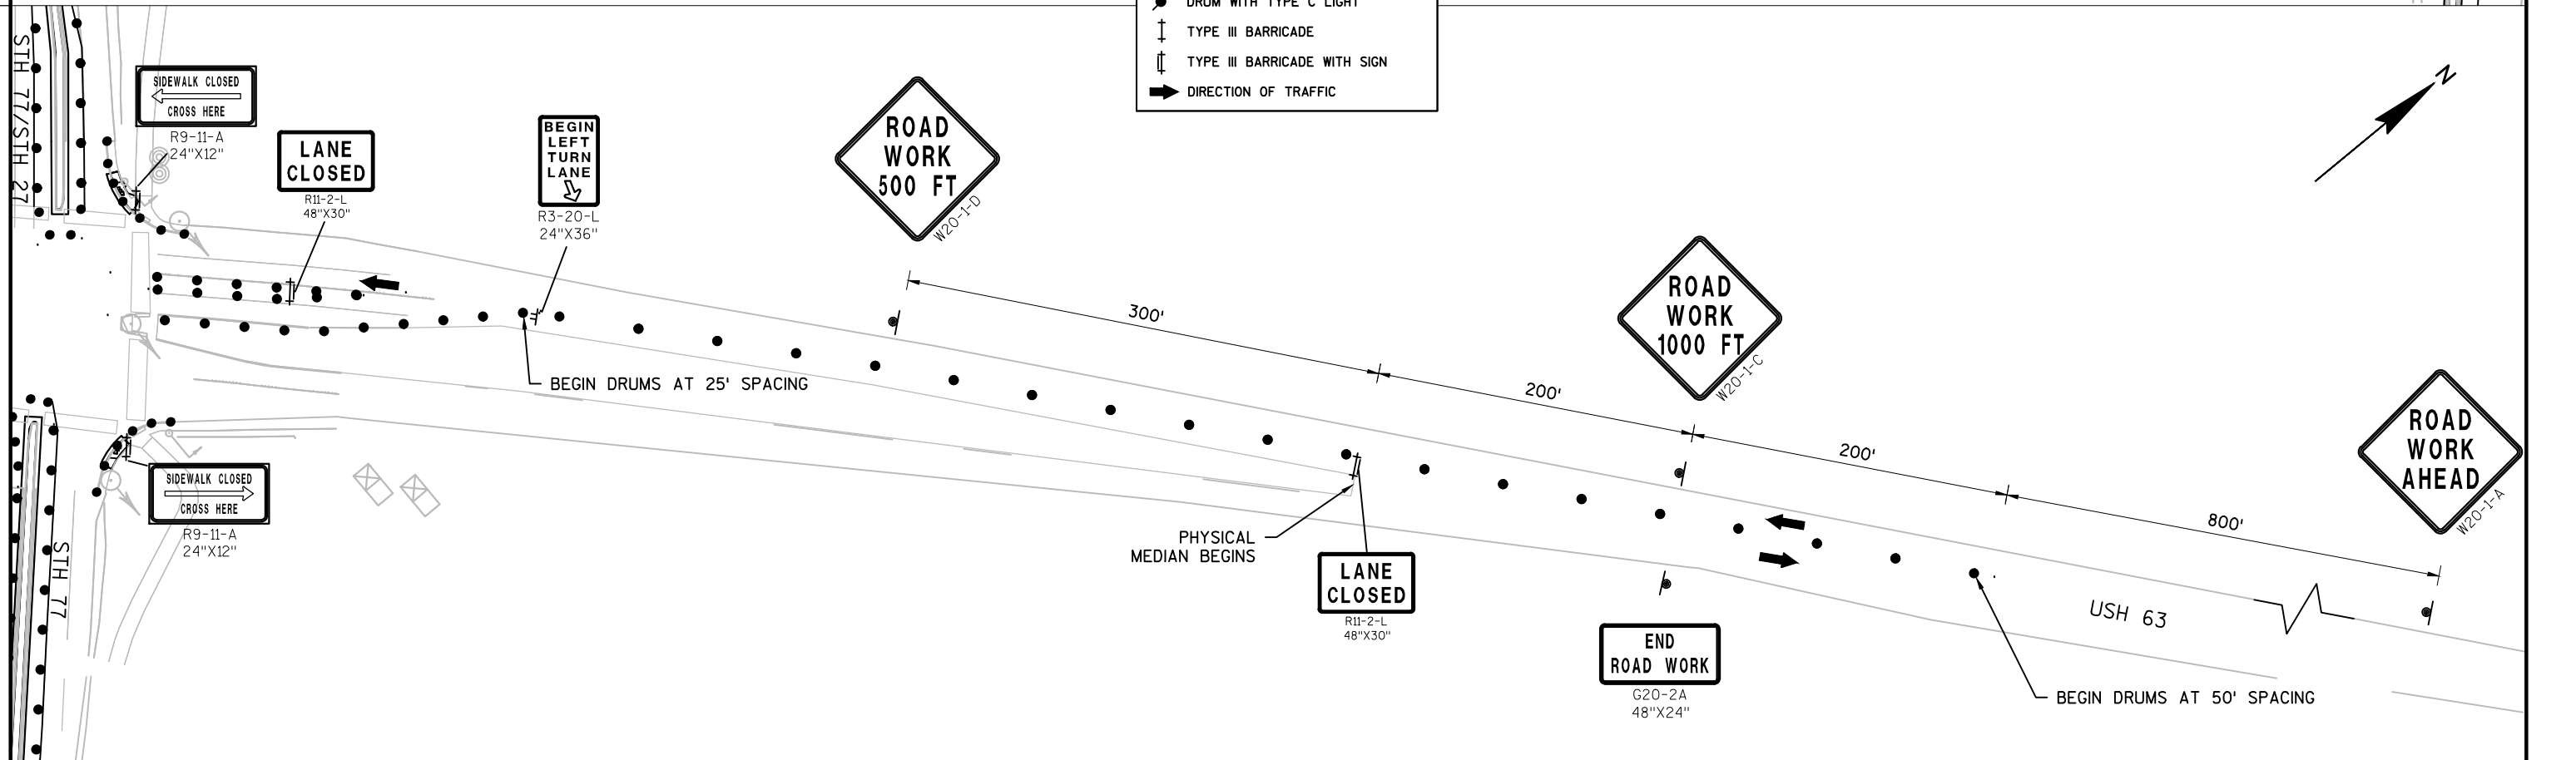 DRUM WITH TYPE C LIGHT
TYPE III BARRICADE
TYPE III BARRICADE WITH SIGN
DIRECTION OF TRAFFIC
N
STH 77/STH 27
SIDEWALK CLOSED
CROSS HERE
R9-11-A
24"X12"
LANE
CLOSED
R11-2-L
48"X30"
BEGIN
LEFT
TURN
LANE
R3-20-L
24"X36"
ROAD
WORK
500 FT
W20-1-D
300'
200'
ROAD
WORK
1000 FT
W20-1-C
200'
800'
ROAD
WORK
AHEAD
W20-1-A
BEGIN DRUMS AT 25' SPACING
SIDEWALK CLOSED
CROSS HERE
R9-11-A
24"X12"
STH 77
PHYSICAL
MEDIAN BEGINS
LANE
CLOSED
R11-2-L
48"X30"
END
ROAD WORK
G20-2A
48"X24"
USH 63
BEGIN DRUMS AT 50' SPACING